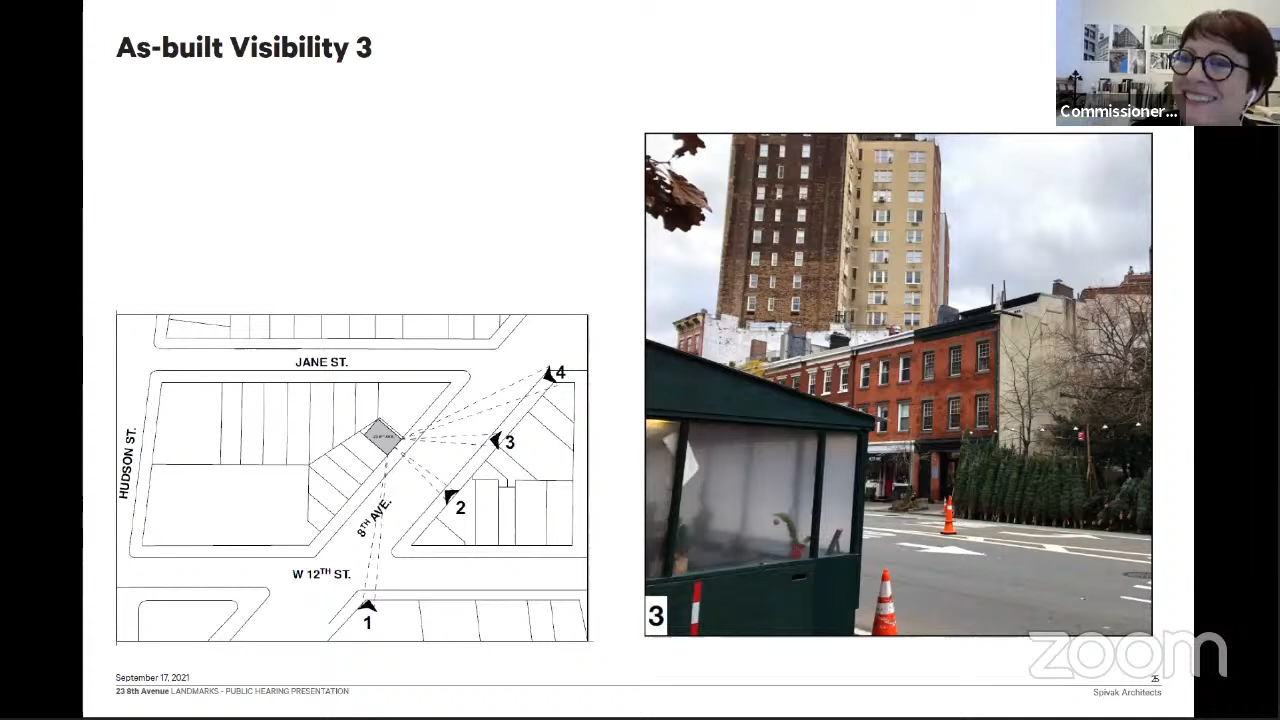 As-built Visibility 3
Commissioner...
JANE ST.
HUDSON ST.
8TH AVE.
W 12TH ST.
4
3
2
1
3
zoom
September 17, 2021
23 8th Avenue LANDMARKS - PUBLIC HEARING PRESENTATION
25
Spivak Architects